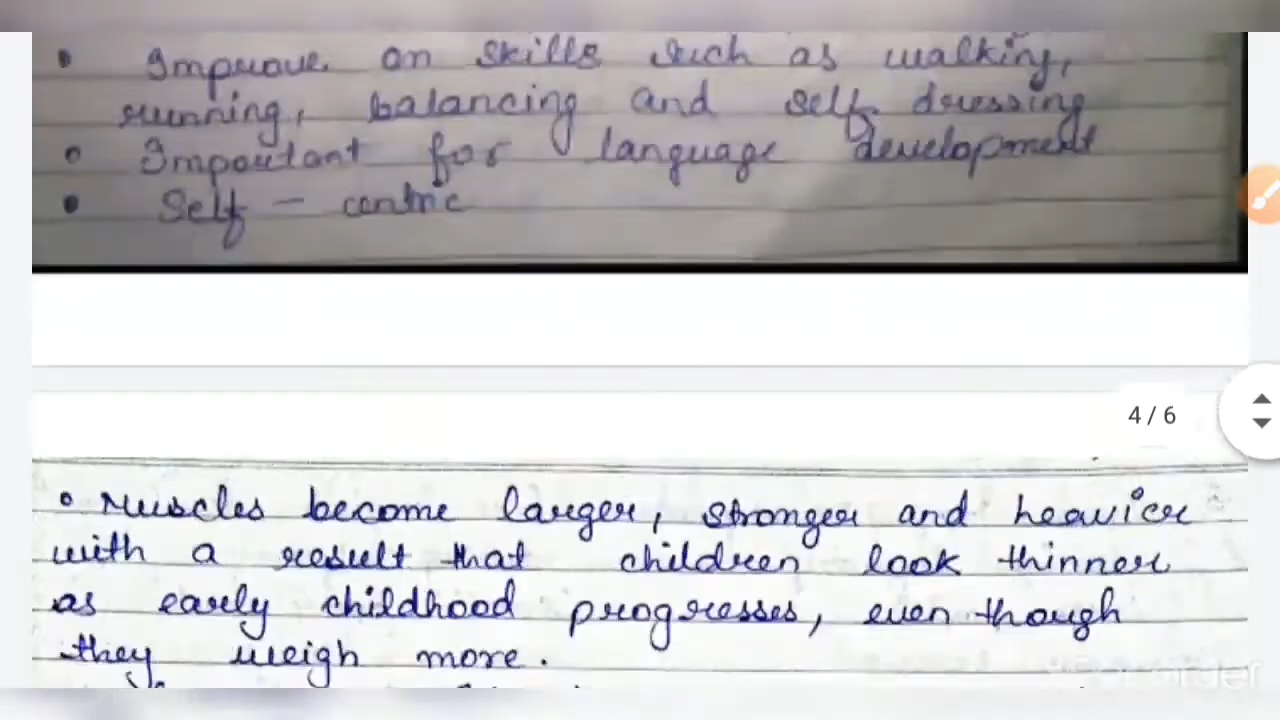 • Improve on skills such as walking,
running, balancing and self dressing
• Important for language development
• Self - centric
4 / 6
• Muscles become larger, stronger and heavier
with a result that children look thinner
as early childhood progresses, even though
they weigh more.